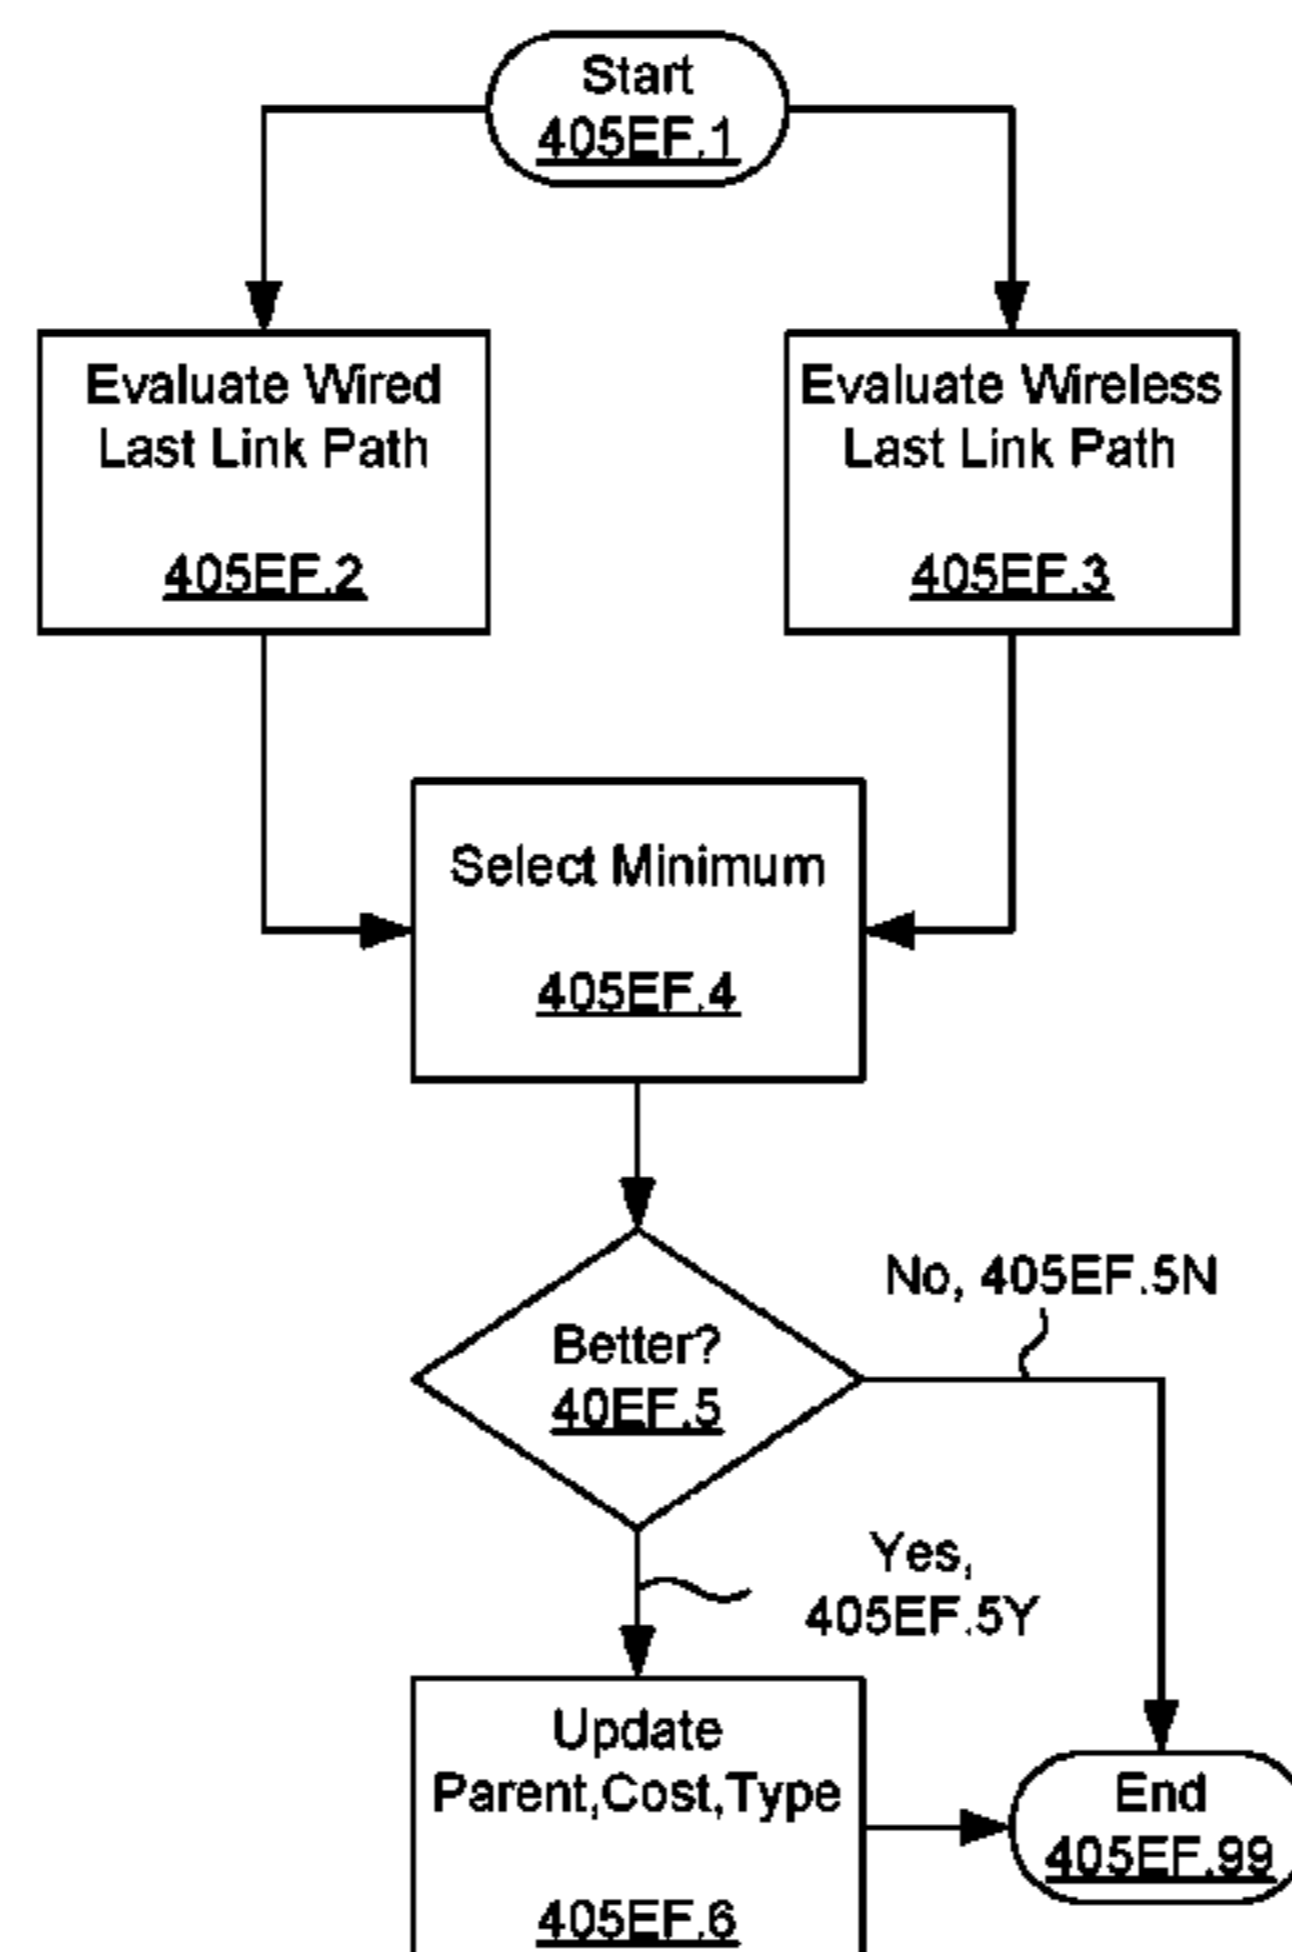 Start
405EF.1
Evaluate Wired
Last Link Path
405EF.2
Evaluate Wireless
Last Link Path
405EF.3
Select Minimum
405EF.4
Better?
40EF.5
No, 405EF.5N
Yes,
405EF.5Y
Update
Parent,Cost,Type
405EF.6
End
405EF.99